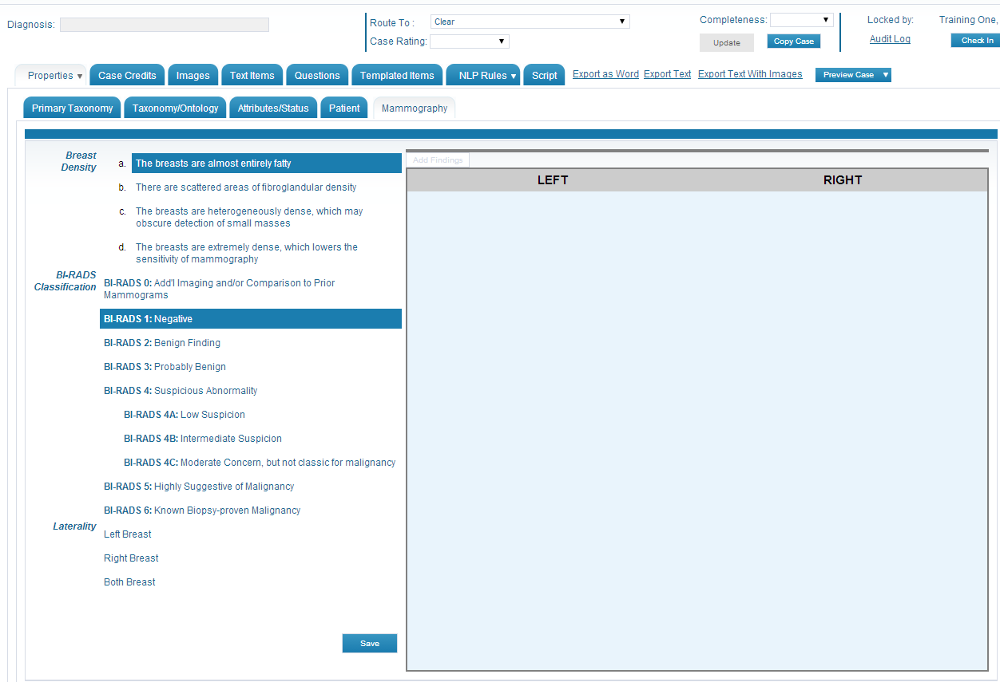 Diagnosis:
Route To :
Clear
Case Rating:
Completeness:
Update
Copy Case
Locked by:
Training One,
Audit Log
Check In
Properties
Case Credits
Images
Text Items
Questions
Templated Items
NLP Rules
Script
Export as Word
Export Text
Export Text With Images
Preview Case
Primary Taxonomy
Taxonomy/Ontology
Attributes/Status
Patient
Mammography
Breast
Density
a. The breasts are almost entirely fatty
b. There are scattered areas of fibroglandular density
c. The breasts are heterogeneously dense, which may
obscure detection of small masses
d. The breasts are extremely dense, which lowers the
sensitivity of mammography
BI-RADS
Classification
BI-RADS 0: Add'l Imaging and/or Comparison to Prior
Mammograms
BI-RADS 1: Negative
BI-RADS 2: Benign Finding
BI-RADS 3: Probably Benign
BI-RADS 4: Suspicious Abnormality
BI-RADS 4A: Low Suspicion
BI-RADS 4B: Intermediate Suspicion
BI-RADS 4C: Moderate Concern, but not classic for malignancy
BI-RADS 5: Highly Suggestive of Malignancy
BI-RADS 6: Known Biopsy-proven Malignancy
Laterality
Left Breast
Right Breast
Both Breast
Save
Add Findings
LEFT
RIGHT